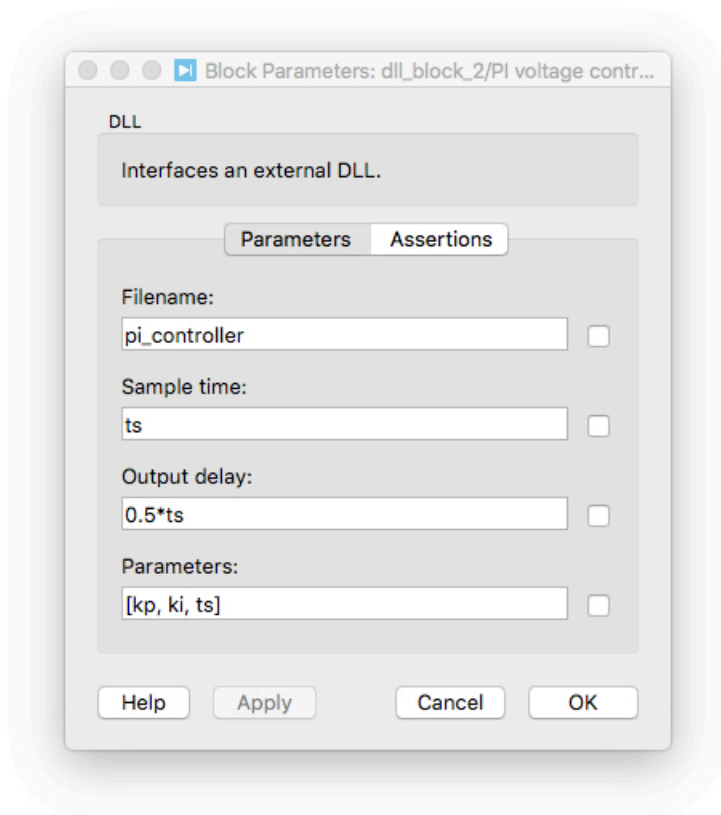 Block Parameters: dll_block_2/PI voltage contr...
DLL
Interfaces an external DLL.
Parameters Assertions
Filename:
pi_controller
Sample time:
ts
Output delay:
0.5*ts
Parameters:
[kp, ki, ts]
Help Apply Cancel OK